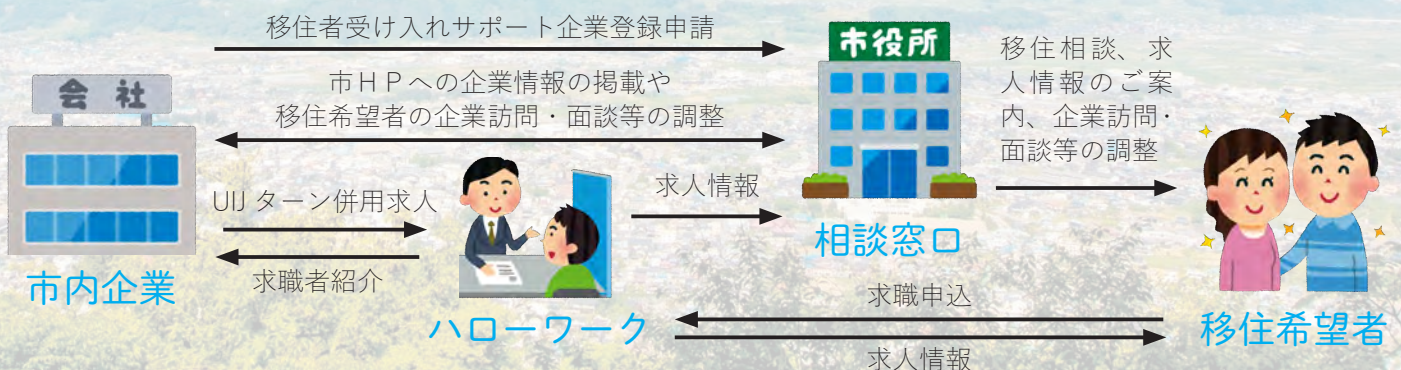 移住者受け入れサポート企業登録申請
市役所
移住相談、求
人情報のご案
内、企業訪問・
面談等の調整
会社
市HPへの企業情報の掲載や
移住希望者の企業訪問・面談等の調整
UIJターン併用求人
求人情報
相談窓口
市内企業
求職者紹介
求職申込
ハローワーク
移住希望者
求人情報